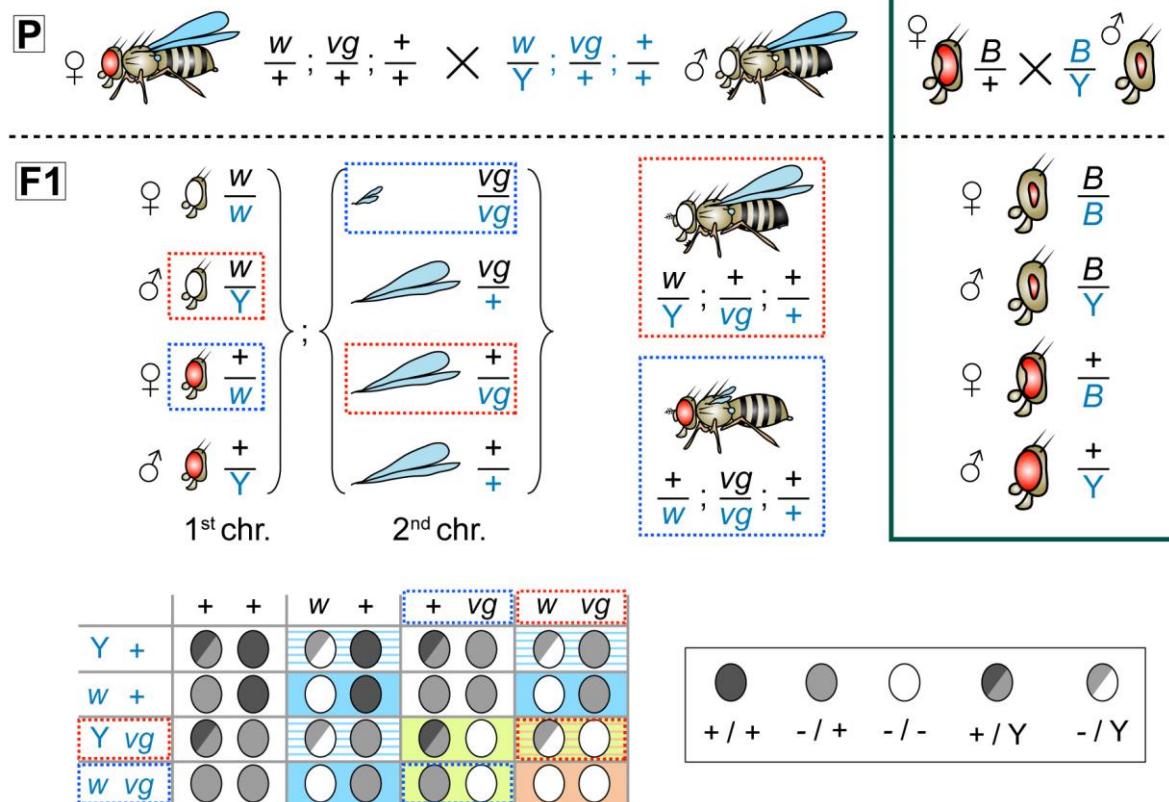 P
♀ w/+ ; vg/+ ; +/+ × w/Y ; vg/+ ; +/+ ♂
♀ B/+ × B/Y ♂
F1
♀ w/w
♂ w/Y
♀ +/w
♂ +/Y
1st chr.
;
vg/vg
vg/+
+/vg
+/+
2nd chr.
w/Y ; +/vg ; +/+
+/w ; vg/vg ; +/+
♀ B/B
♂ B/Y
♀ +/B
♂ +/Y
+ + w + + vg w vg
Y +
w +
Y vg
w vg
+/+ -/+ -/- +/Y -/Y